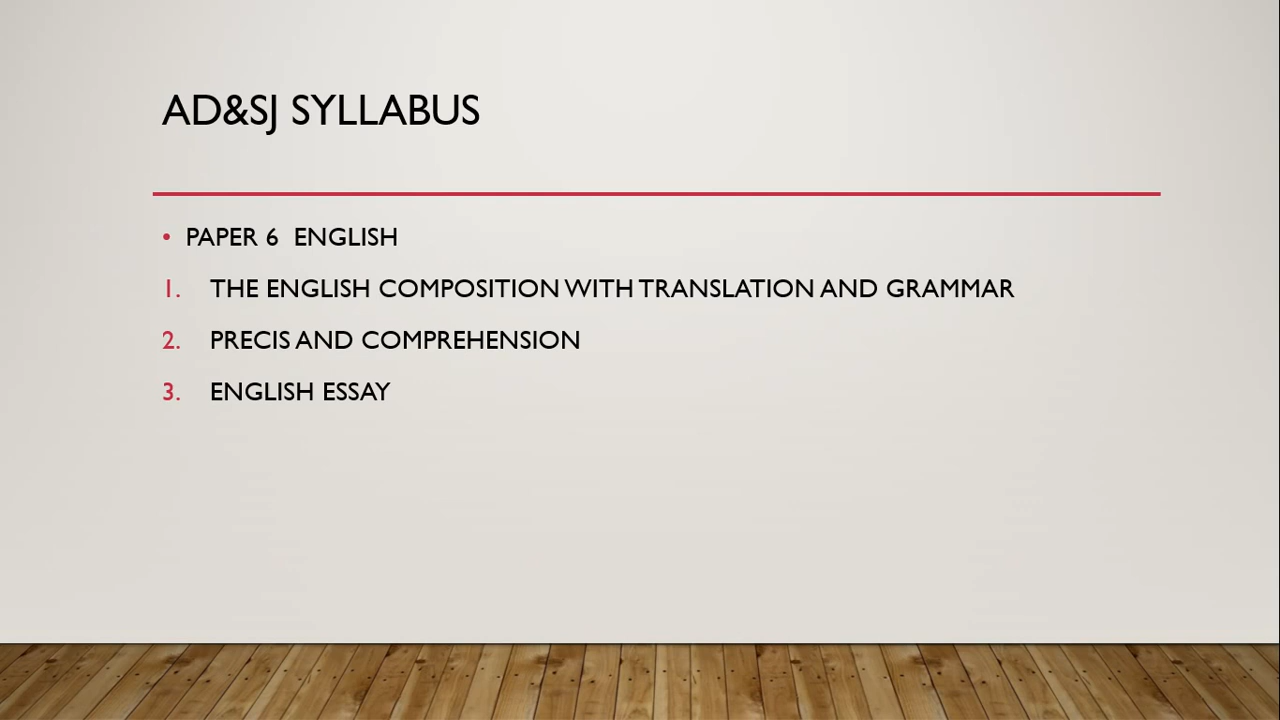 AD&SJ SYLLABUS
• PAPER 6 ENGLISH
1. THE ENGLISH COMPOSITION WITH TRANSLATION AND GRAMMAR
2. PRECIS AND COMPREHENSION
3. ENGLISH ESSAY